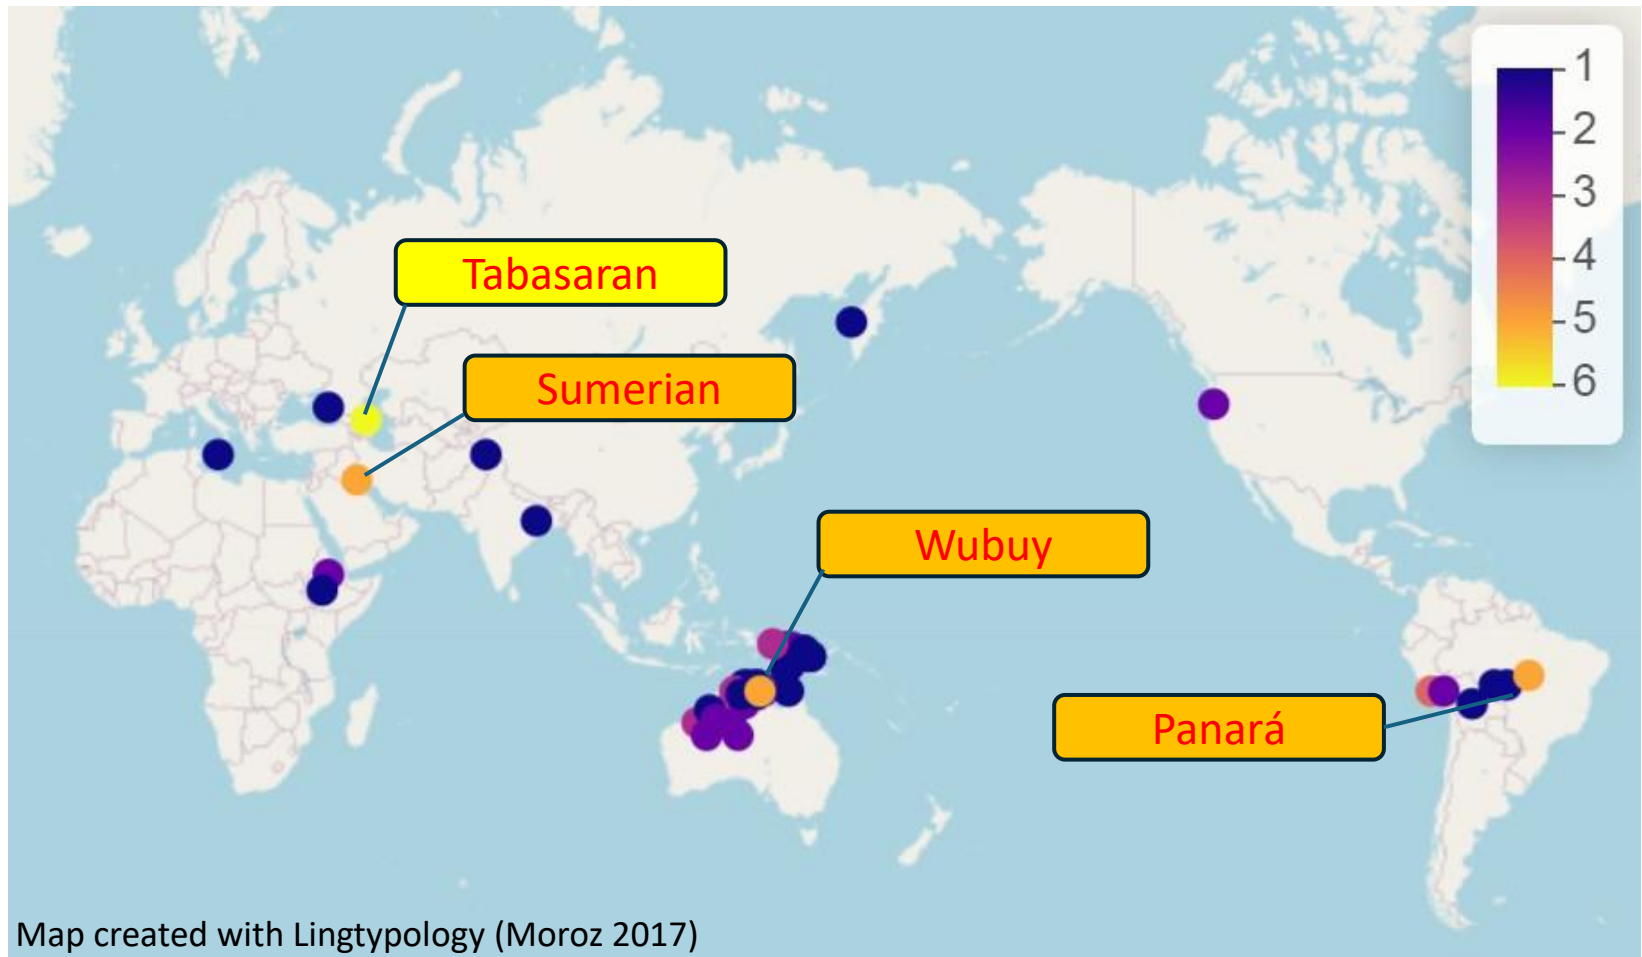 1
2
3
4
5
6
Tabasaran
Sumerian
Wubuy
Panará
Map created with Lingtypology (Moroz 2017)